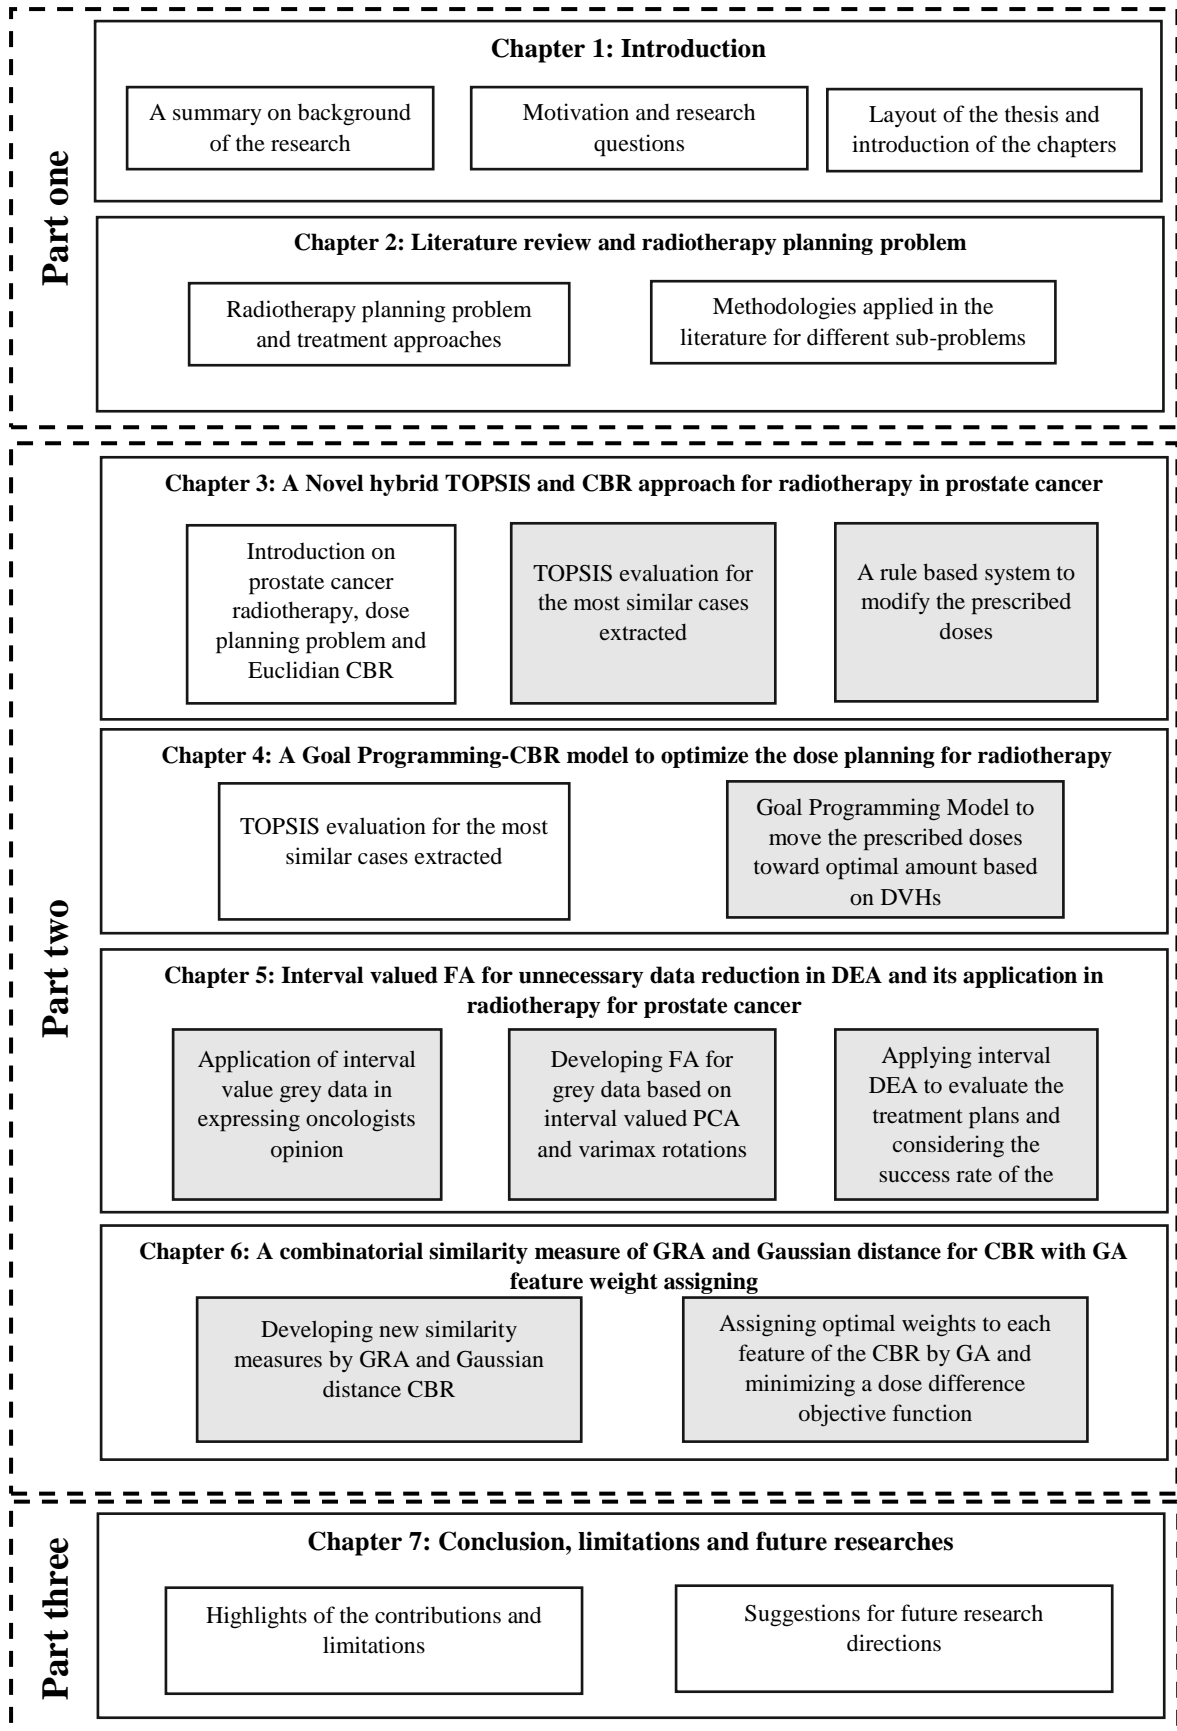 Part one
Chapter 1: Introduction
A summary on background
of the research
Motivation and research
questions
Layout of the thesis and
introduction of the chapters
Chapter 2: Literature review and radiotherapy planning problem
Radiotherapy planning problem
and treatment approaches
Methodologies applied in the
literature for different sub-problems
Part two
Chapter 3: A Novel hybrid TOPSIS and CBR approach for radiotherapy in prostate cancer
Introduction on
prostate cancer
radiotherapy, dose
planning problem and
Euclidian CBR
TOPSIS evaluation for
the most similar cases
extracted
A rule based system to
modify the prescribed
doses
Chapter 4: A Goal Programming-CBR model to optimize the dose planning for radiotherapy
TOPSIS evaluation for the most
similar cases extracted
Goal Programming Model to
move the prescribed doses
toward optimal amount based
on DVHs
Chapter 5: Interval valued FA for unnecessary data reduction in DEA and its application in
radiotherapy for prostate cancer
Application of interval
value grey data in
expressing oncologists
opinion
Developing FA for
grey data based on
interval valued PCA
and varimax rotations
Applying interval
DEA to evaluate the
treatment plans and
considering the
success rate of the
Chapter 6: A combinatorial similarity measure of GRA and Gaussian distance for CBR with GA
feature weight assigning
Developing new similarity
measures by GRA and Gaussian
distance CBR
Assigning optimal weights to each
feature of the CBR by GA and
minimizing a dose difference
objective function
Part three
Chapter 7: Conclusion, limitations and future researches
Highlights of the contributions and
limitations
Suggestions for future research
directions